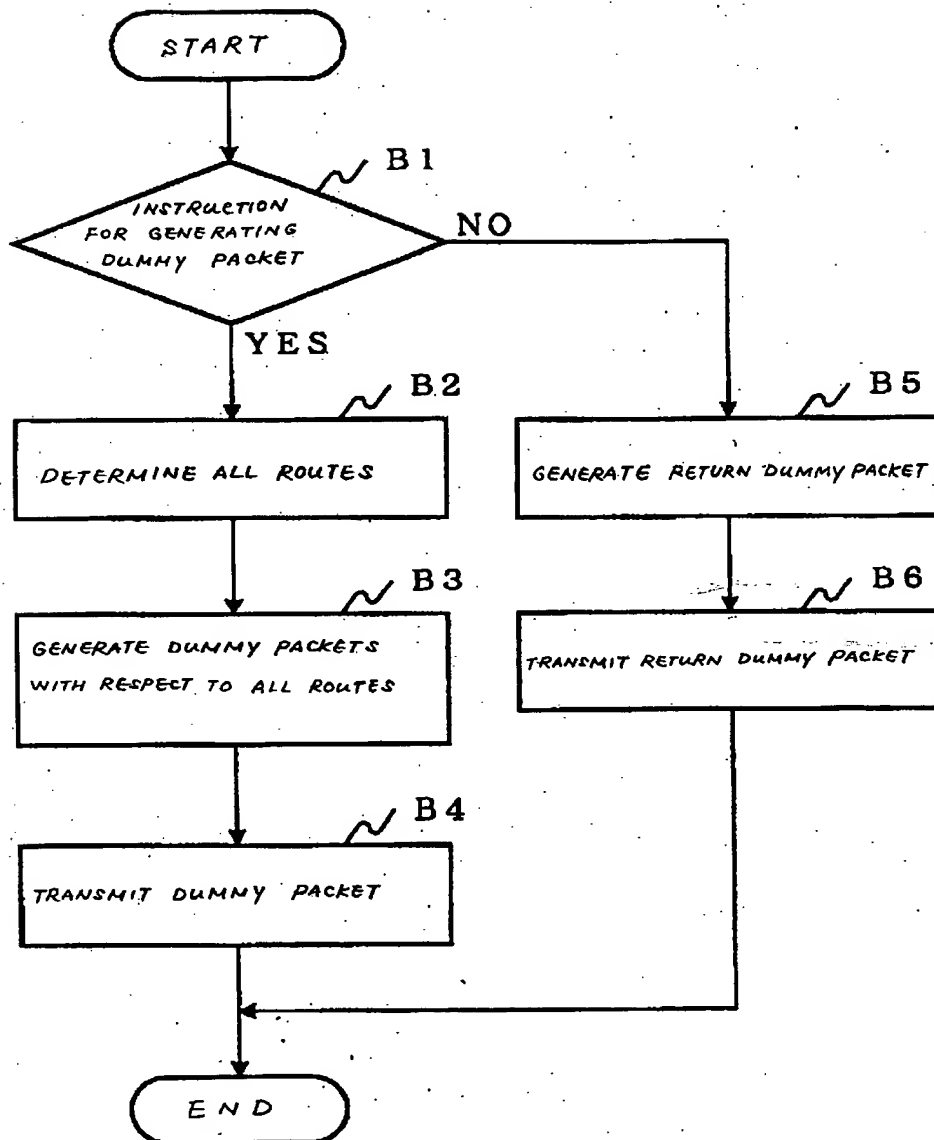 START
B1
INSTRUCTION
FOR GENERATING
DUMMY PACKET
NO
YES
B2
DETERMINE ALL ROUTES
B5
GENERATE RETURN DUMMY PACKET
B3
GENERATE DUMMY PACKETS
WITH RESPECT TO ALL ROUTES
B6
TRANSMIT RETURN DUMMY PACKET
B4
TRANSMIT DUMMY PACKET
END